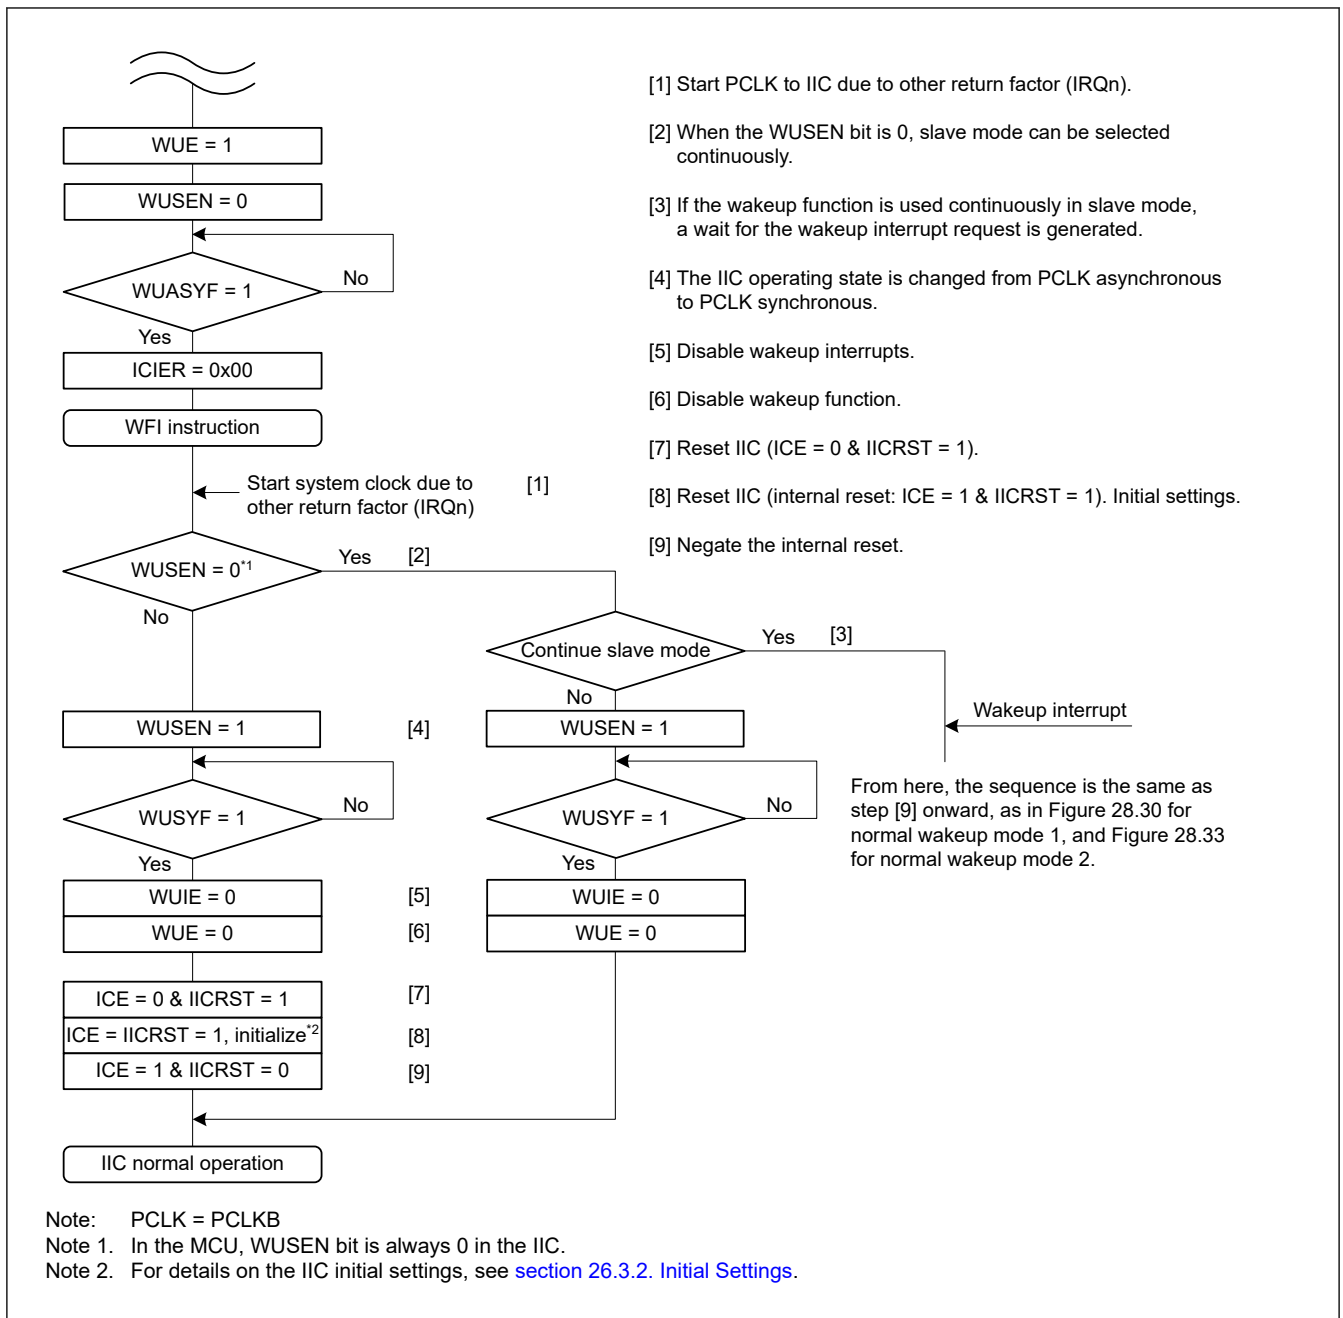 [1] Start PCLK to IIC due to other return factor (IRQn).
[2] When the WUSEN bit is 0, slave mode can be selected
continuously.
[3] If the wakeup function is used continuously in slave mode,
a wait for the wakeup interrupt request is generated.
[4] The IIC operating state is changed from PCLK asynchronous
to PCLK synchronous.
[5] Disable wakeup interrupts.
[6] Disable wakeup function.
[7] Reset IIC (ICE = 0 & IICRST = 1).
[8] Reset IIC (internal reset: ICE = 1 & IICRST = 1). Initial settings.
[9] Negate the internal reset.
WUE = 1
WUSEN = 0
WUASYF = 1
No
Yes
ICIER = 0x00
WFI instruction
Start system clock due to
other return factor (IRQn)
[1]
WUSEN = 0*1
Yes [2]
No
Continue slave mode
Yes [3]
No
Wakeup interrupt
From here, the sequence is the same as
step [9] onward, as in Figure 28.30 for
normal wakeup mode 1, and Figure 28.33
for normal wakeup mode 2.
WUSEN = 1
[4]
WUSEN = 1
WUSYF = 1
No
Yes
WUSYF = 1
No
Yes
WUIE = 0
[5]
WUIE = 0
WUE = 0
[6]
WUE = 0
ICE = 0 & IICRST = 1
[7]
ICE = IICRST = 1, initialize*2
[8]
ICE = 1 & IICRST = 0
[9]
IIC normal operation
Note: PCLK = PCLKB
Note 1. In the MCU, WUSEN bit is always 0 in the IIC.
Note 2. For details on the IIC initial settings, see section 26.3.2. Initial Settings.